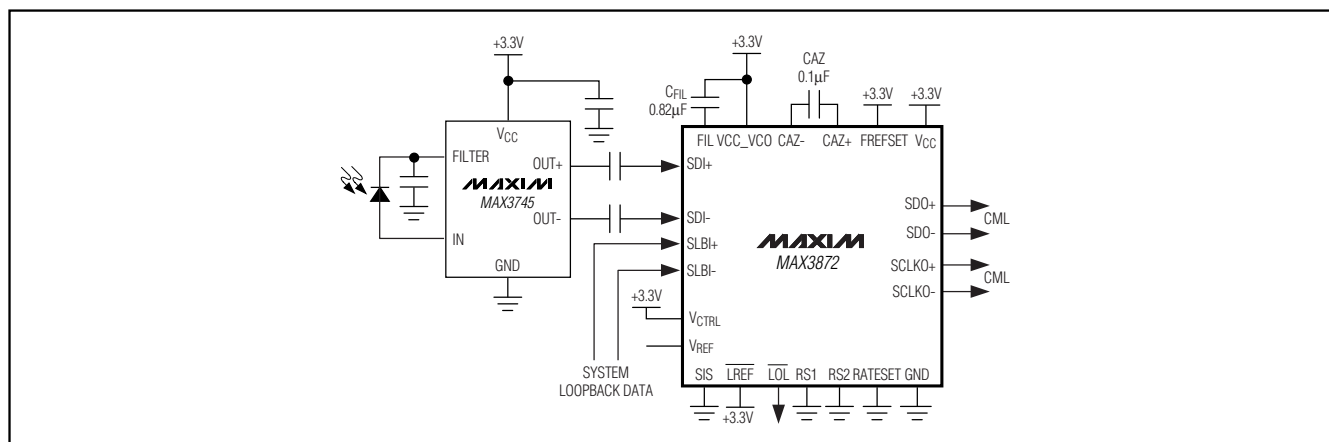 +3.3V
+3.3V
CAZ
0.1µF
CFIL
0.82µF
+3.3V
+3.3V
VCC
FILTER
OUT+
MAXIM
MAX3745
OUT-
IN
GND
FIL VCC_VCO CAZ- CAZ+ FREFSET VCC
SDI+
SDI-
SLBI+
SLBI-
MAXIM
MAX3872
SDO+
CML
SDO-
SCLKO+
CML
SCLKO-
+3.3V
VCTRL
VREF
SYSTEM
LOOPBACK DATA
SIS LREF LOL RS1 RS2 RATESET GND
+3.3V